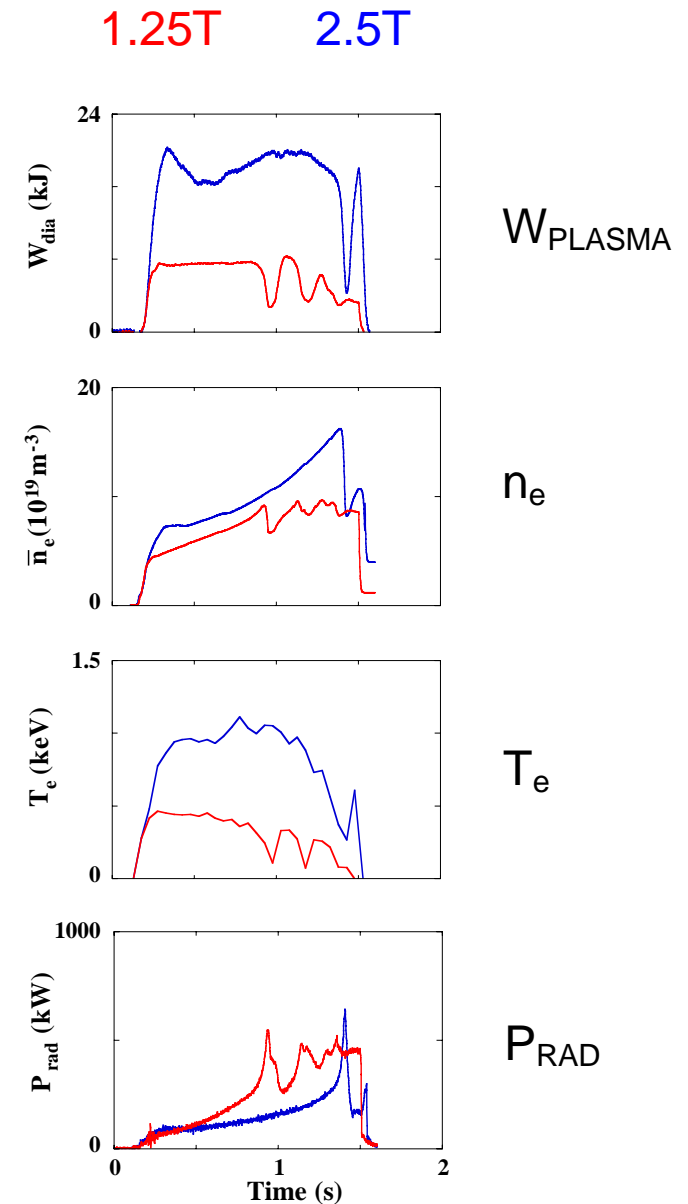 1.25T 2.5T
24
W_dia (kJ)
0
W_PLASMA
20
n̅_e(10^19m^-3)
0
n_e
1.5
T_e (keV)
0
T_e
1000
P_rad (kW)
0
P_RAD
0 1 2
Time (s)